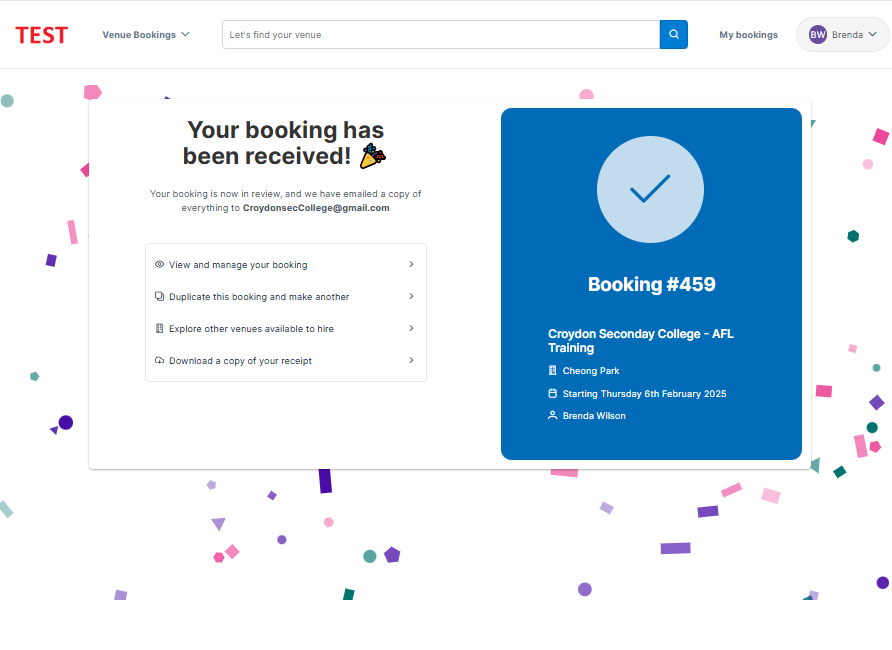 TEST
Venue Bookings
Let's find your venue
My bookings
BW
Brenda
Your booking has
been received!
Your booking is now in review, and we have emailed a copy of
everything to CroydonsecCollege@gmail.com
View and manage your booking
Duplicate this booking and make another
Explore other venues available to hire
Download a copy of your receipt
Booking #459
Croydon Seconday College - AFL
Training
Cheong Park
Starting Thursday 6th February 2025
Brenda Wilson